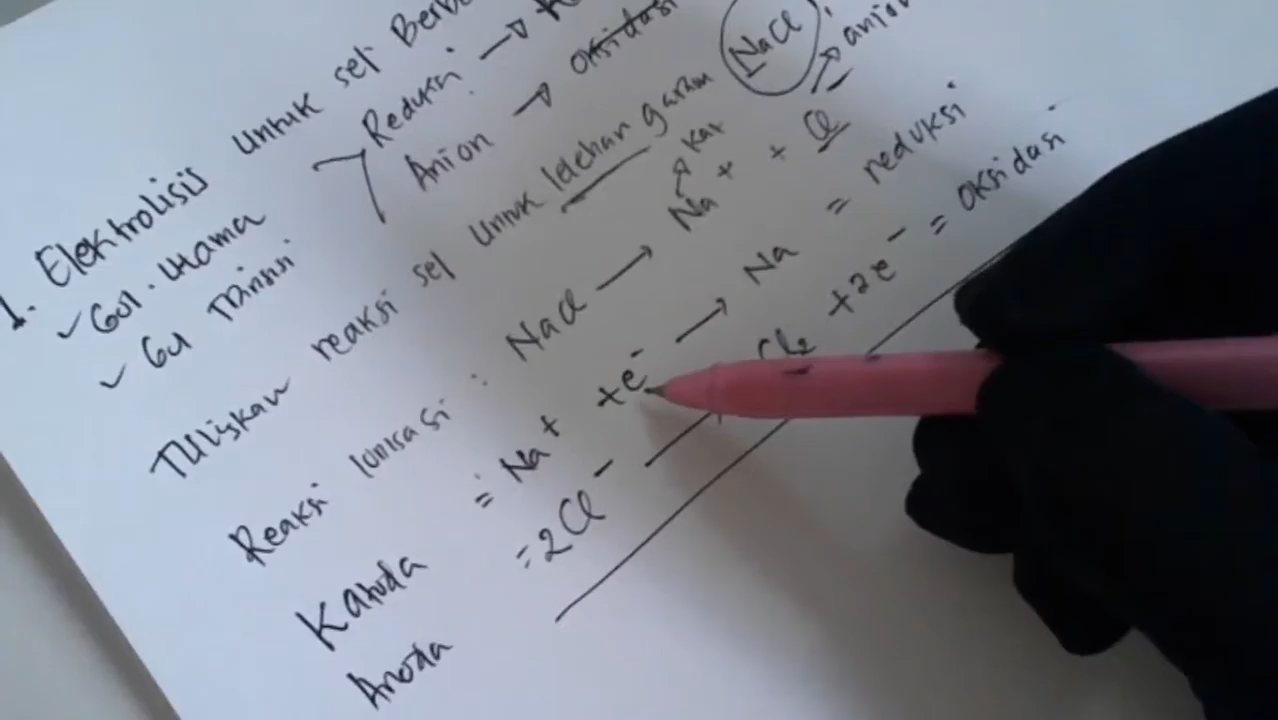 1. Elektrolisis untuk sel
✓ Gol. Utama Reduksi →
✓ Gol Transisi Anion → Oksidasi
Tuliskan reaksi sel untuk lelehan garam NaCl
Reaksi Ionisasi : NaCl → Na+ + Cl- → anion
→ Kat
Katoda = Na+ + e- → Na = reduksi
Anoda = 2Cl- → Cl2 + 2e- = oksidasi